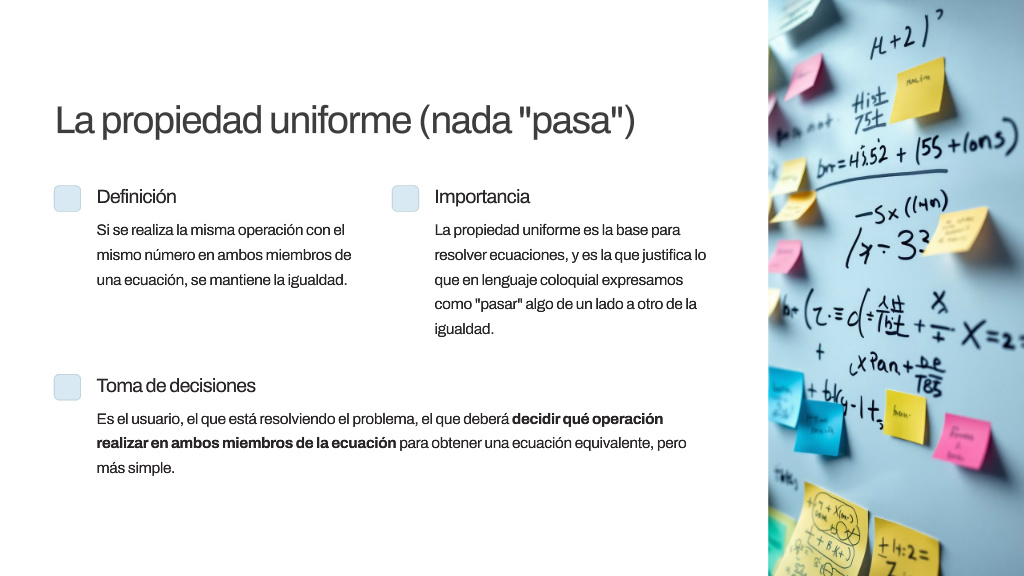 La propiedad uniforme (nada "pasa")
Definición
Si se realiza la misma operación con el
mismo número en ambos miembros de
una ecuación, se mantiene la igualdad.
Importancia
La propiedad uniforme es la base para
resolver ecuaciones, y es la que justifica lo
que en lenguaje coloquial expresamos
como "pasar" algo de un lado a otro de la
igualdad.
Toma de decisiones
Es el usuario, el que está resolviendo el problema, el que deberá decidir qué operación
realizar en ambos miembros de la ecuación para obtener una ecuación equivalente, pero
más simple.